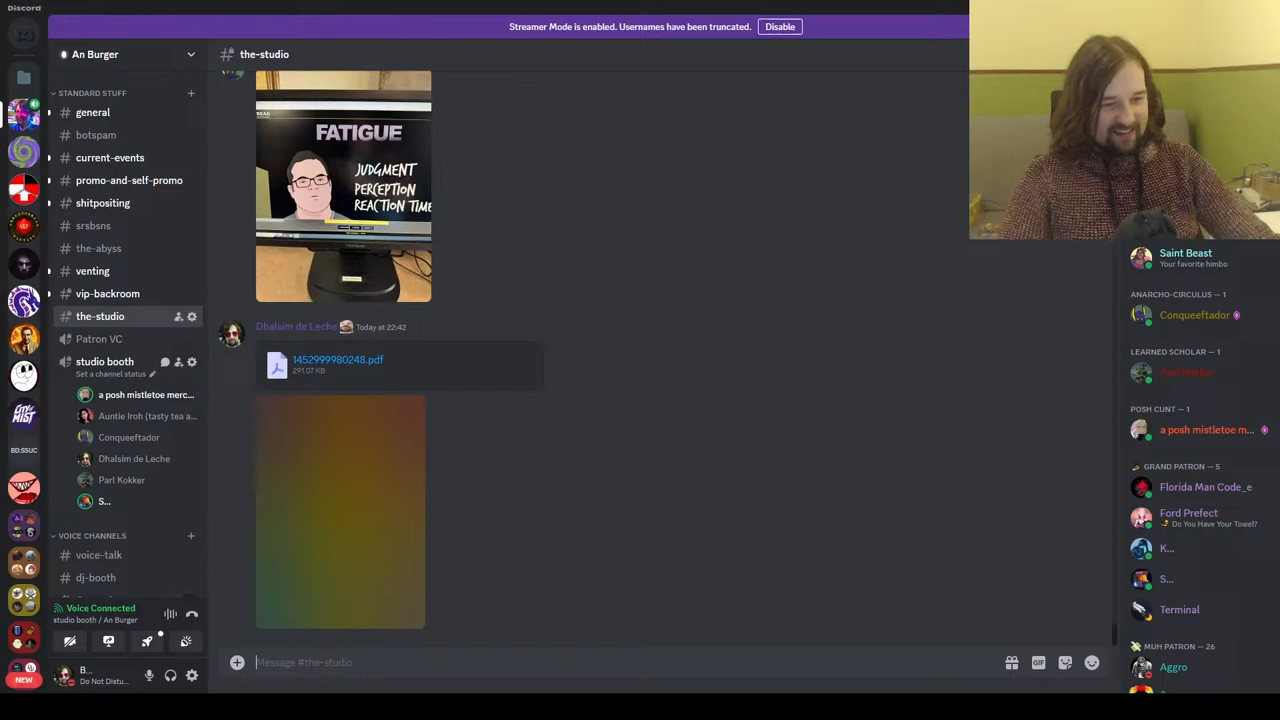 Discord
Streamer Mode is enabled. Usernames have been truncated.
Disable
An Burger
STANDARD STUFF
general
botspam
current-events
promo-and-self-promo
shitpositing
srsbsns
the-abyss
venting
vip-backroom
the-studio
Patron VC
studio booth
Set a channel status
a posh mistletoe merc...
Auntie Iroh (tasty tea a...
Conqueeftador
Dhalsim de Leche
Parl Kokker
S...
VOICE CHANNELS
voice-talk
dj-booth
Voice Connected
studio booth / An Burger
B...
Do Not Distu...
BD:SSUC
NEW
the-studio
FATIGUE
JUDGMENT
PERCEPTION
REACTION TIME
Dhalsim de Leche Today at 22:42
1452999980248.pdf
291.07 KB
Message #the-studio
GIF
Saint Beast
Your favorite himbo
ANARCHO-CIRCULUS — 1
Conqueeftador
LEARNED SCHOLAR — 1
Parl Kokker
POSH CUNT — 1
a posh mistletoe m...
GRAND PATRON — 5
Florida Man Code_e
Ford Prefect
Do You Have Your Towel?
K...
S...
Terminal
MUH PATRON — 26
Aggro